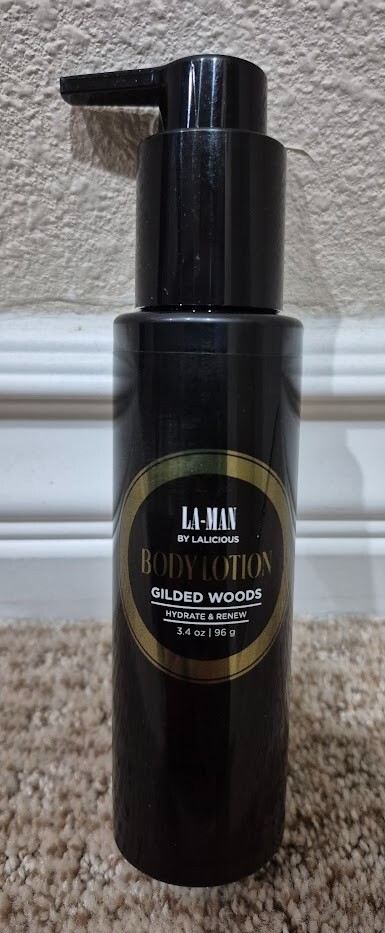 LA-MAN
BY LALICIOUS
BODY LOTION
GILDED WOODS
HYDRATE & RENEW
3.4 oz | 96 g